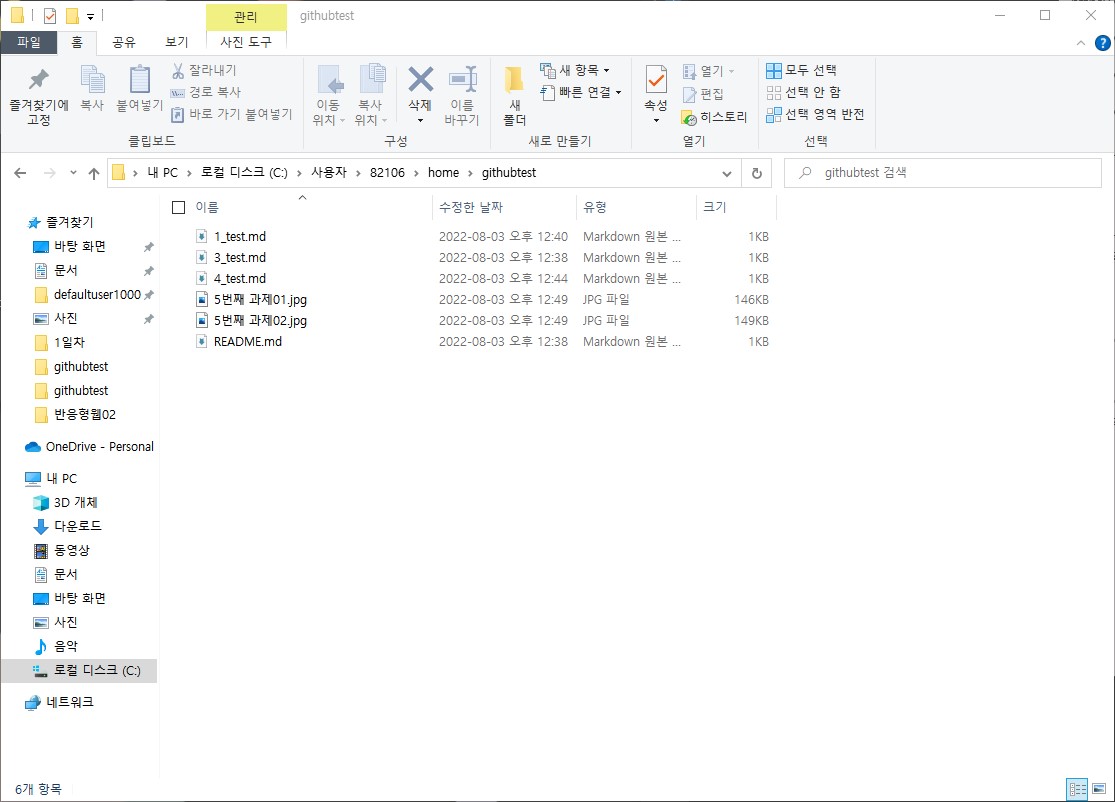 관리
githubtest
파일
홈
공유
보기
사진 도구
즐겨찾기에
고정
복사
붙여넣기
잘라내기
경로 복사
바로 가기 붙여넣기
클립보드
이동
위치
복사
위치
삭제
이름
바꾸기
구성
새
폴더
새 항목
빠른 연결
새로 만들기
속성
열기
편집
히스토리
열기
모두 선택
선택 안 함
선택 영역 반전
선택
내 PC > 로컬 디스크 (C:) > 사용자 > 82106 > home > githubtest
githubtest 검색
이름 수정한 날짜 유형 크기
1_test.md 2022-08-03 오후 12:40 Markdown 원본 ... 1KB
3_test.md 2022-08-03 오후 12:38 Markdown 원본 ... 1KB
4_test.md 2022-08-03 오후 12:44 Markdown 원본 ... 1KB
5번째 과제01.jpg 2022-08-03 오후 12:49 JPG 파일 146KB
5번째 과제02.jpg 2022-08-03 오후 12:49 JPG 파일 149KB
README.md 2022-08-03 오후 12:38 Markdown 원본 ... 1KB
즐겨찾기
바탕 화면
문서
defaultuser1000
사진
1일차
githubtest
githubtest
반응형웹02
OneDrive - Personal
내 PC
3D 개체
다운로드
동영상
문서
바탕 화면
사진
음악
로컬 디스크 (C:)
네트워크
6개 항목